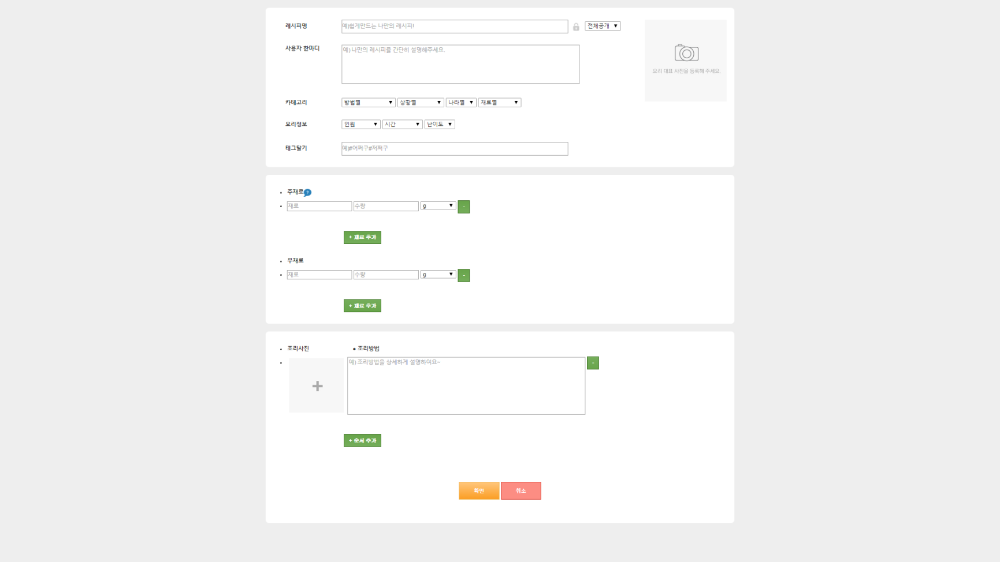 레시피명 예)쉽게만드는 나만의 레시피! 전체공개 ▼
요리 대표 사진을 등록해 주세요.
사용자 한마디 예) 나만의 레시피를 간단히 설명해주세요.
카테고리 방법별 ▼ 상황별 ▼ 나라별 ▼ 재료별 ▼
요리정보 인원 ▼ 시간 ▼ 난이도 ▼
태그달기 예)#어쩌구#저쩌구
• 주재료 ?
• 재료 수량 g ▼ -
+ 재료 추가
• 부재료
• 재료 수량 g ▼ -
+ 재료 추가
• 조리사진 ● 조리방법
• + 예) 조리방법을 상세하게 설명하여요~ -
+ 순서 추가
확인 취소